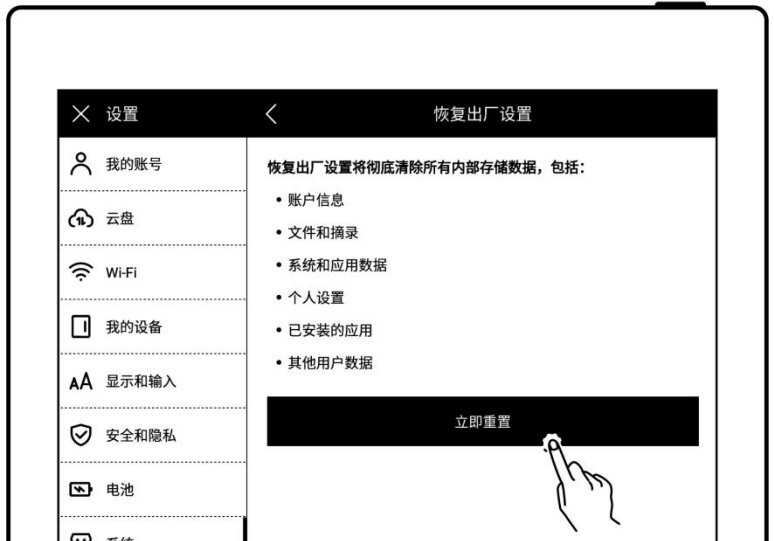 设置
恢复出厂设置
我的账号
云盘
Wi-Fi
我的设备
显示和输入
安全和隐私
电池
系统
恢复出厂设置将彻底清除所有内部存储数据，包括：
• 账户信息
• 文件和摘录
• 系统和应用数据
• 个人设置
• 已安装的应用
• 其他用户数据
立即重置